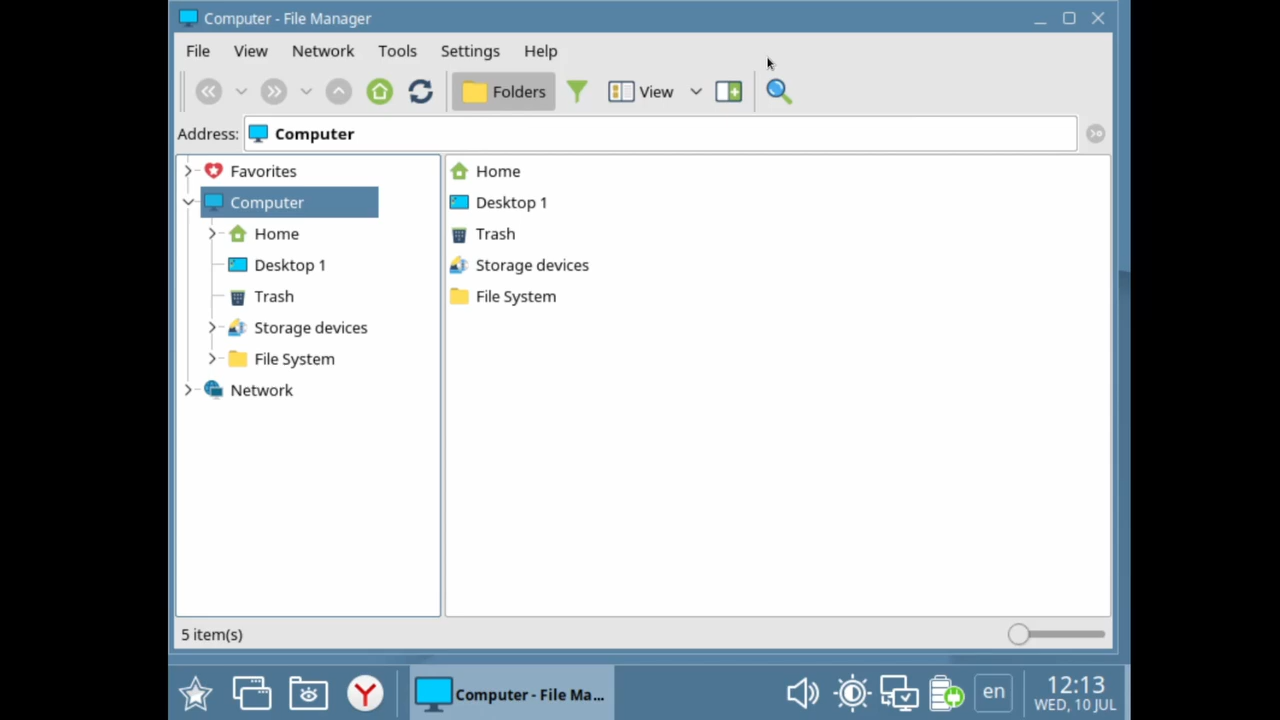 Computer - File Manager
File View Network Tools Settings Help
Folders View
Address: Computer
Favorites
Computer
Home
Desktop 1
Trash
Storage devices
File System
Network
Home
Desktop 1
Trash
Storage devices
File System
5 item(s)
Computer - File Ma...
en
12:13
WED, 10 JUL